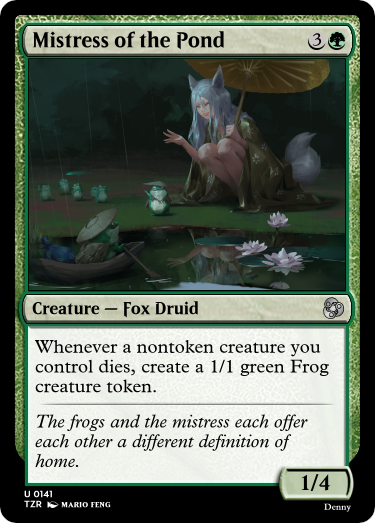 Mistress of the Pond 3
Creature — Fox Druid
Whenever a nontoken creature you
control dies, create a 1/1 green Frog
creature token.
The frogs and the mistress each offer
each other a different definition of
home.
1/4
U 0141
TZR MARIO FENG
Denny